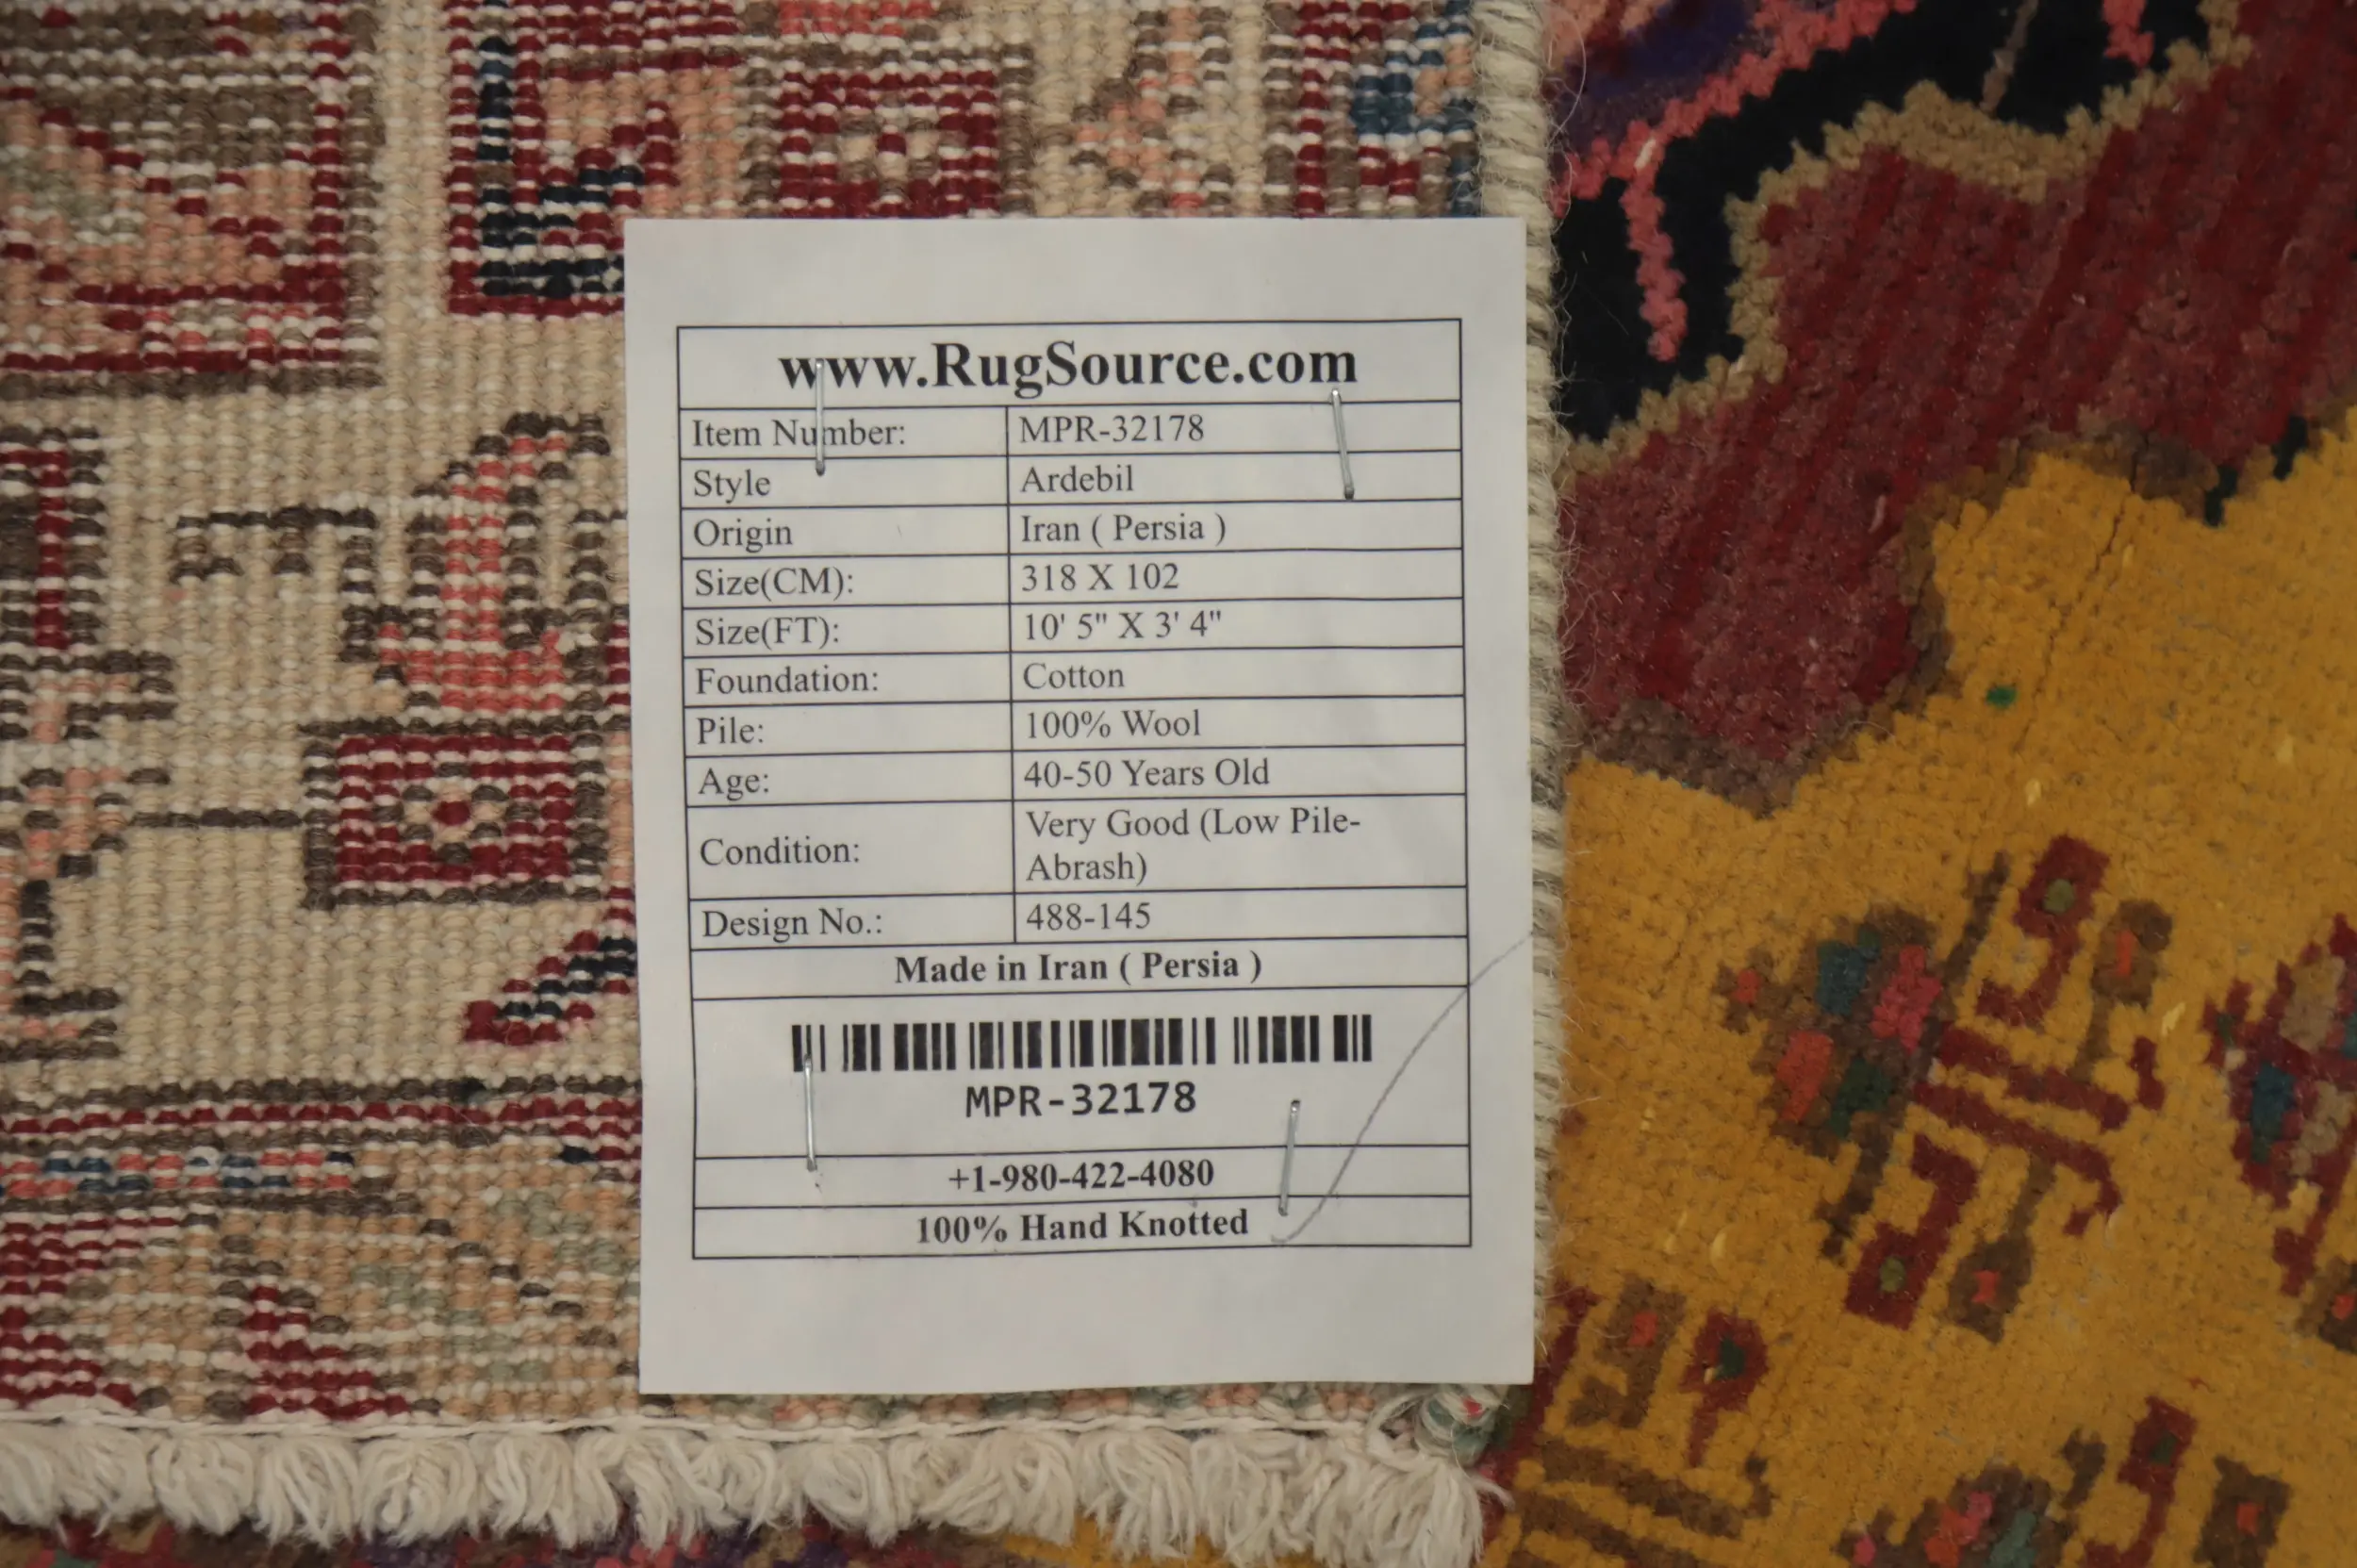 www.RugSource.com
Item Number: MPR-32178
Style Ardebil
Origin Iran ( Persia )
Size(CM): 318 X 102
Size(FT): 10' 5" X 3' 4"
Foundation: Cotton
Pile: 100% Wool
Age: 40-50 Years Old
Condition: Very Good (Low Pile-
Abrash)
Design No.: 488-145
Made in Iran ( Persia )
MPR-32178
+1-980-422-4080
100% Hand Knotted